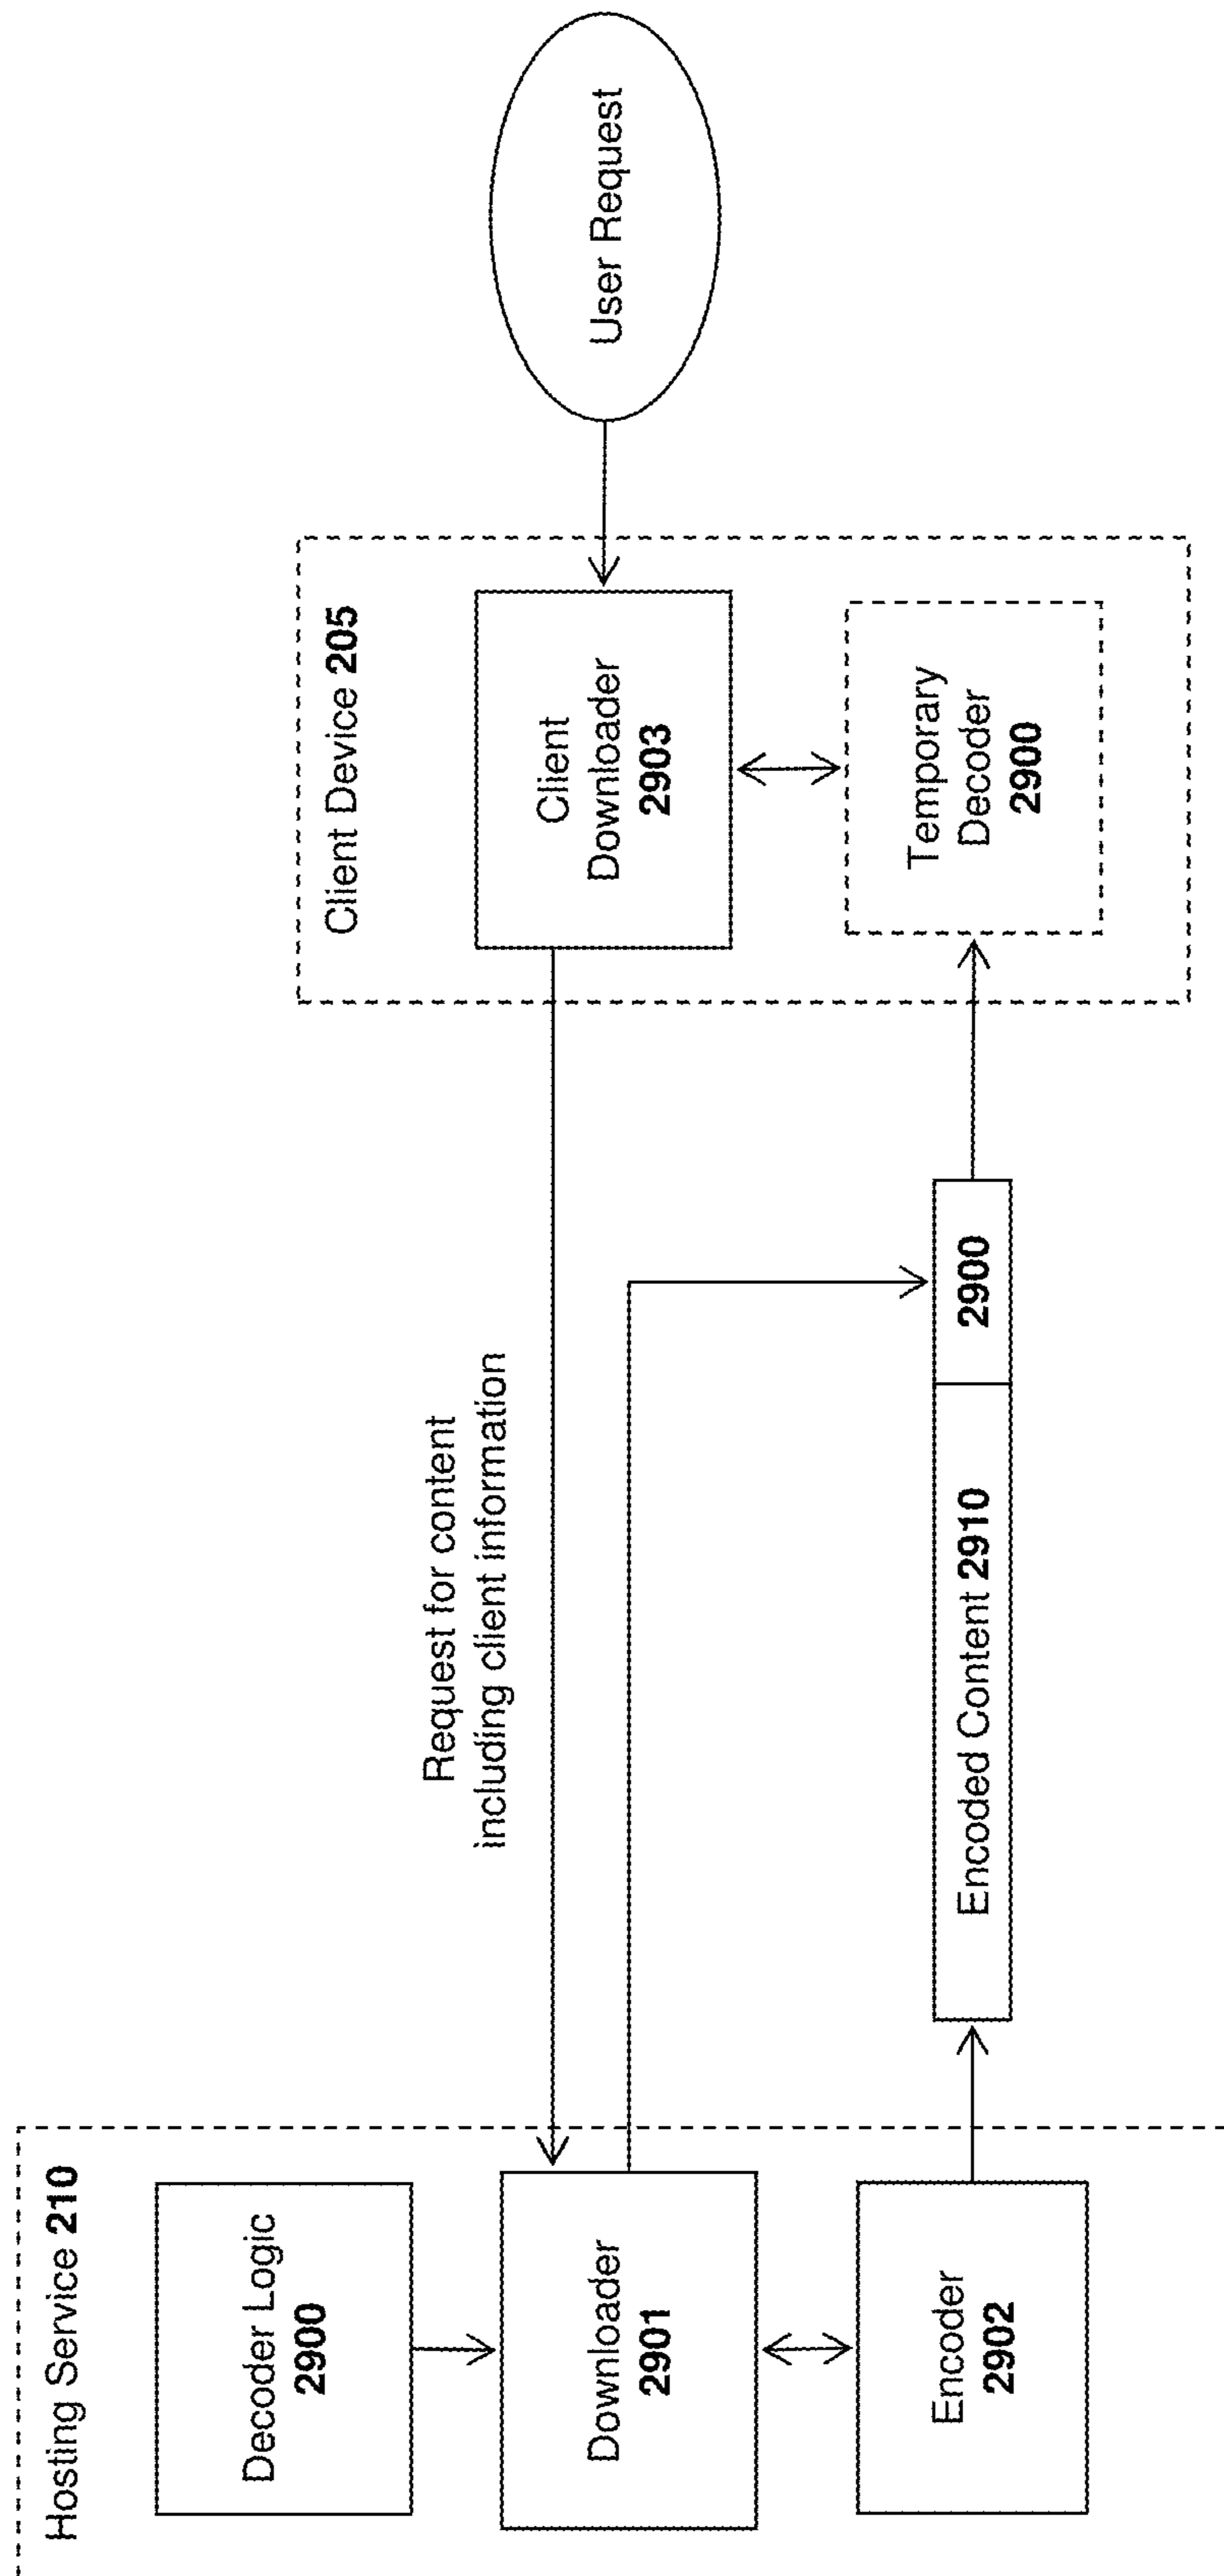 Hosting Service 210
Decoder Logic
2900
Downloader
2901
Encoder
2902
Request for content
including client information
Encoded Content 2910
2900
Client Device 205
Client
Downloader
2903
Temporary
Decoder
2900
User Request